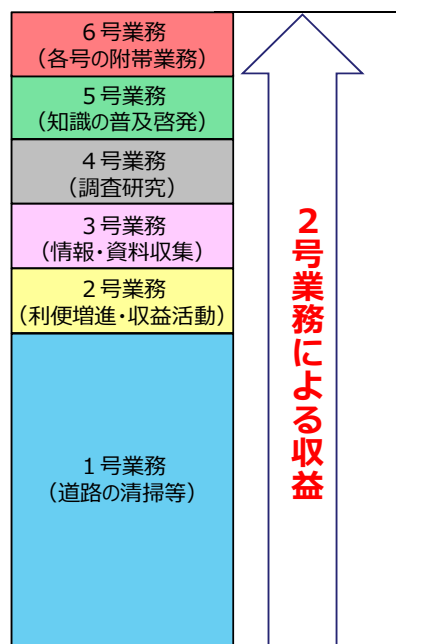 ６号業務
（各号の附帯業務）
５号業務
（知識の普及啓発）
４号業務
（調査研究）
３号業務
（情報・資料収集）
２号業務
（利便増進・収益活動）
１号業務
（道路の清掃等）
２号業務による収益